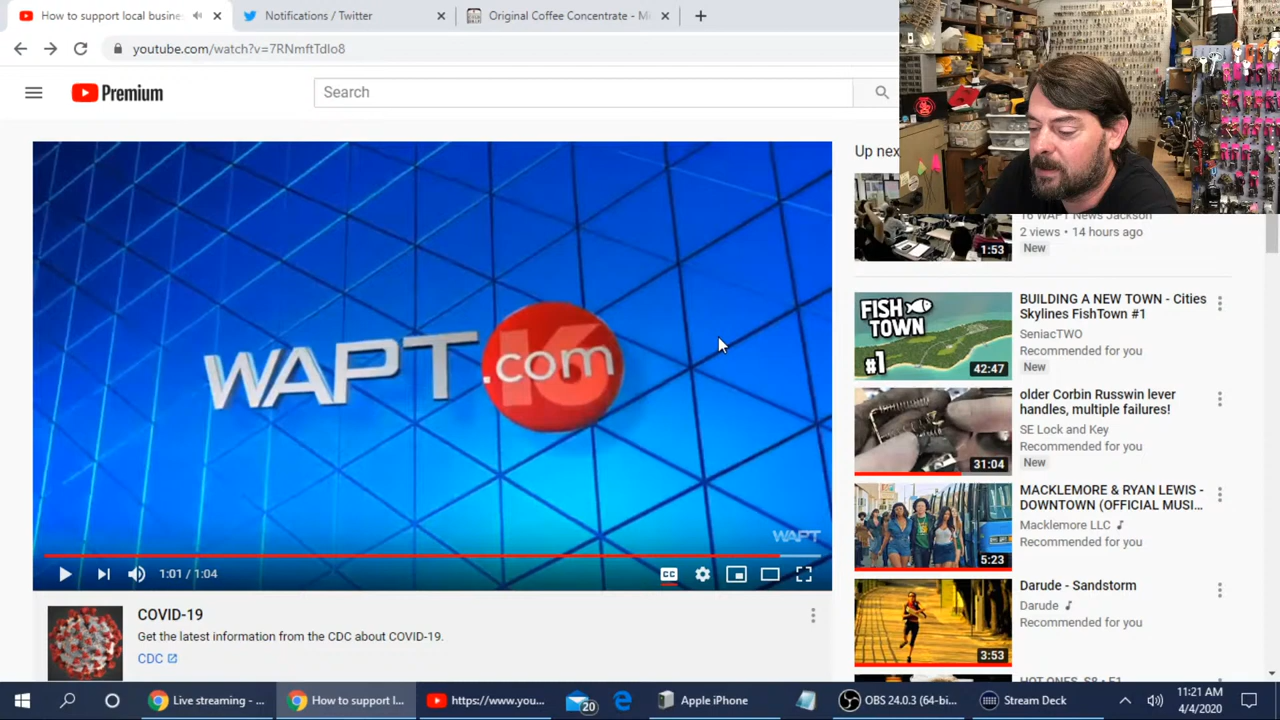 How to support local busine
Notifications / Twitter
Original Coffee Concentrate - M
youtube.com/watch?v=7RNmftTdlo8
Premium
Search
Up nex
WAPT.com
16
WAPT
1:01 / 1:04
CC
COVID-19
Get the latest information from the CDC about COVID-19.
CDC
16 WAPT News Jackson
2 views • 14 hours ago
New
1:53
FISH
TOWN
#1
42:47
BUILDING A NEW TOWN - Cities
Skylines FishTown #1
SeniacTWO
Recommended for you
New
31:04
older Corbin Russwin lever
handles, multiple failures!
SE Lock and Key
Recommended for you
New
5:23
MACKLEMORE & RYAN LEWIS -
DOWNTOWN (OFFICIAL MUSI...
Macklemore LLC
Recommended for you
3:53
Darude - Sandstorm
Darude
Recommended for you
Live streaming - ...
How to support l...
https://www.you...
20
Apple iPhone
OBS 24.0.3 (64-bi...
Stream Deck
11:21 AM
4/4/2020